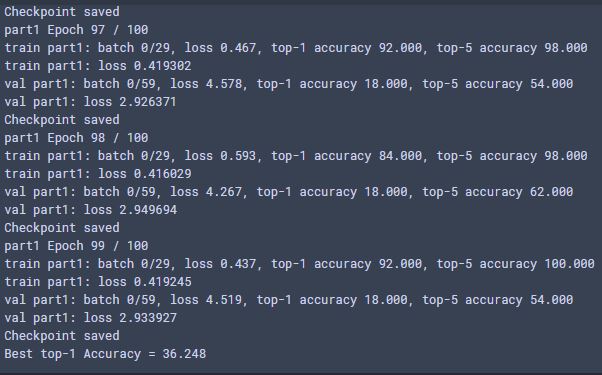 Checkpoint saved
part1 Epoch 97 / 100
train part1: batch 0/29, loss 0.467, top-1 accuracy 92.000, top-5 accuracy 98.000
train part1: loss 0.419302
val part1: batch 0/59, loss 4.578, top-1 accuracy 18.000, top-5 accuracy 54.000
val part1: loss 2.926371
Checkpoint saved
part1 Epoch 98 / 100
train part1: batch 0/29, loss 0.593, top-1 accuracy 84.000, top-5 accuracy 98.000
train part1: loss 0.416029
val part1: batch 0/59, loss 4.267, top-1 accuracy 18.000, top-5 accuracy 62.000
val part1: loss 2.949694
Checkpoint saved
part1 Epoch 99 / 100
train part1: batch 0/29, loss 0.437, top-1 accuracy 92.000, top-5 accuracy 100.000
train part1: loss 0.419245
val part1: batch 0/59, loss 4.519, top-1 accuracy 18.000, top-5 accuracy 54.000
val part1: loss 2.933927
Checkpoint saved
Best top-1 Accuracy = 36.248